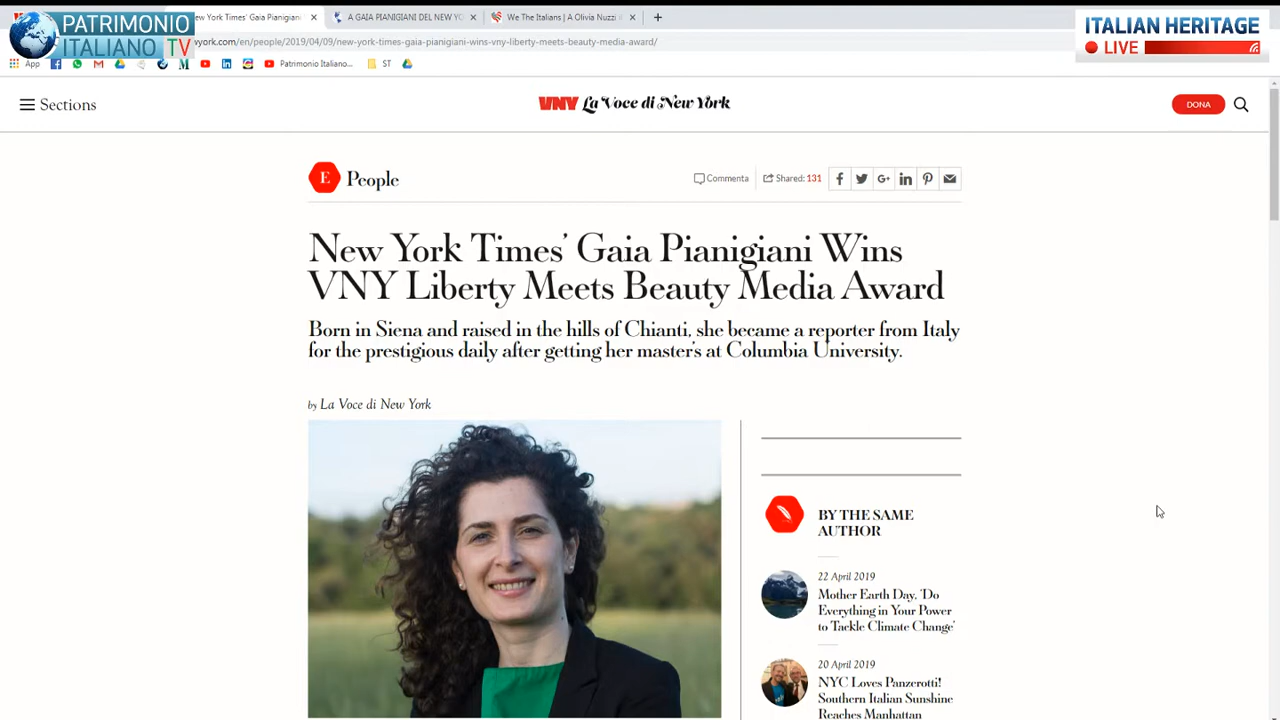 PATRIMONIO
ITALIANO TV
New York Times' Gaia Pianigiani
A GAIA PIANIGIANI DEL NEW YO
We The Italians | A Olivia Nuzzi il
ITALIAN HERITAGE
LIVE
york.com/en/people/2019/04/09/new-york-times-gaia-pianigiani-wins-vny-liberty-meets-beauty-media-award/
App
Patrimonio Italiano...
ST
Sections
VNY La Voce di New York
DONA
E People
Commenta
Shared: 131
New York Times' Gaia Pianigiani Wins
VNY Liberty Meets Beauty Media Award
Born in Siena and raised in the hills of Chianti, she became a reporter from Italy
for the prestigious daily after getting her master's at Columbia University.
by La Voce di New York
BY THE SAME
AUTHOR
22 April 2019
Mother Earth Day. 'Do
Everything in Your Power
to Tackle Climate Change'
20 April 2019
NYC Loves Panzerotti!
Southern Italian Sunshine
Reaches Manhattan